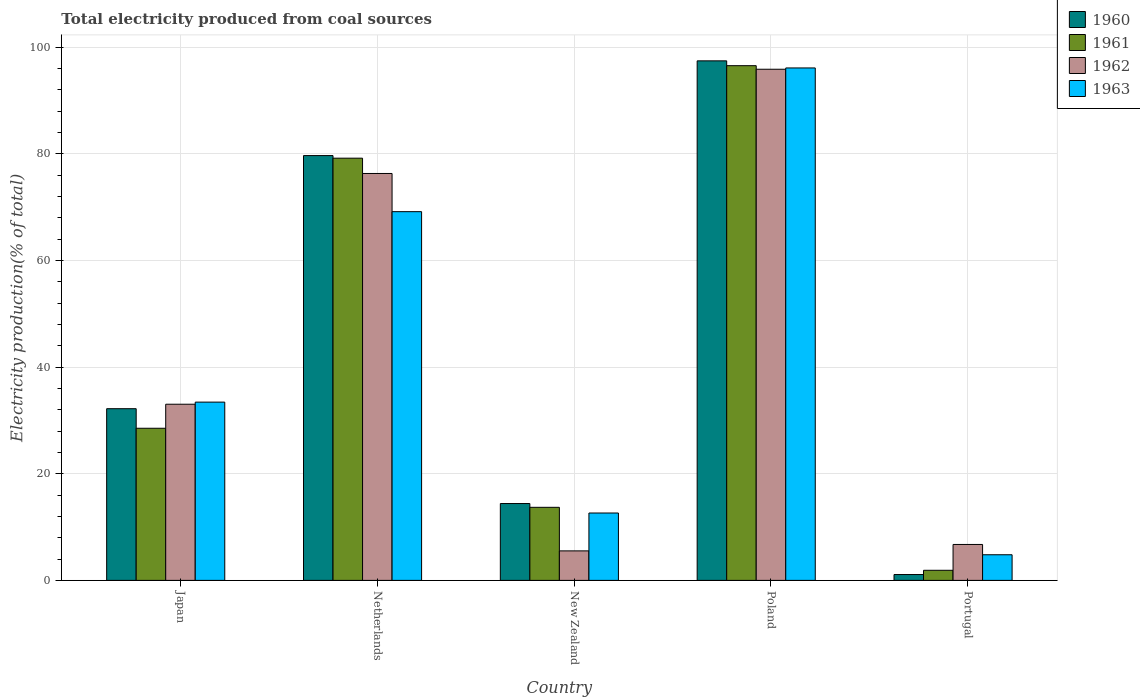 Total electricity produced from coal sources
1960
1961
1962
1963
Electricity production(% of total)
100
80
60
40
20
0
Japan
Netherlands
New Zealand
Poland
Portugal
Country